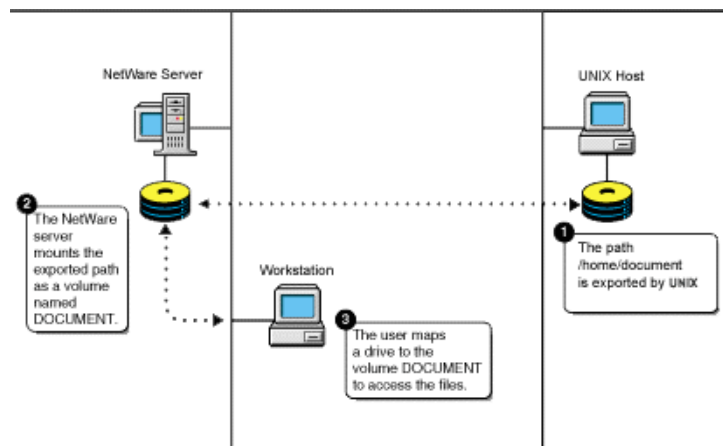 NetWare Server
UNIX Host
2
The NetWare
server
mounts the
exported path
as a volume
named
DOCUMENT.
1
The path
/home/document
is exported by UNIX
Workstation
3
The user maps
a drive to the
volume DOCUMENT
to access the files.